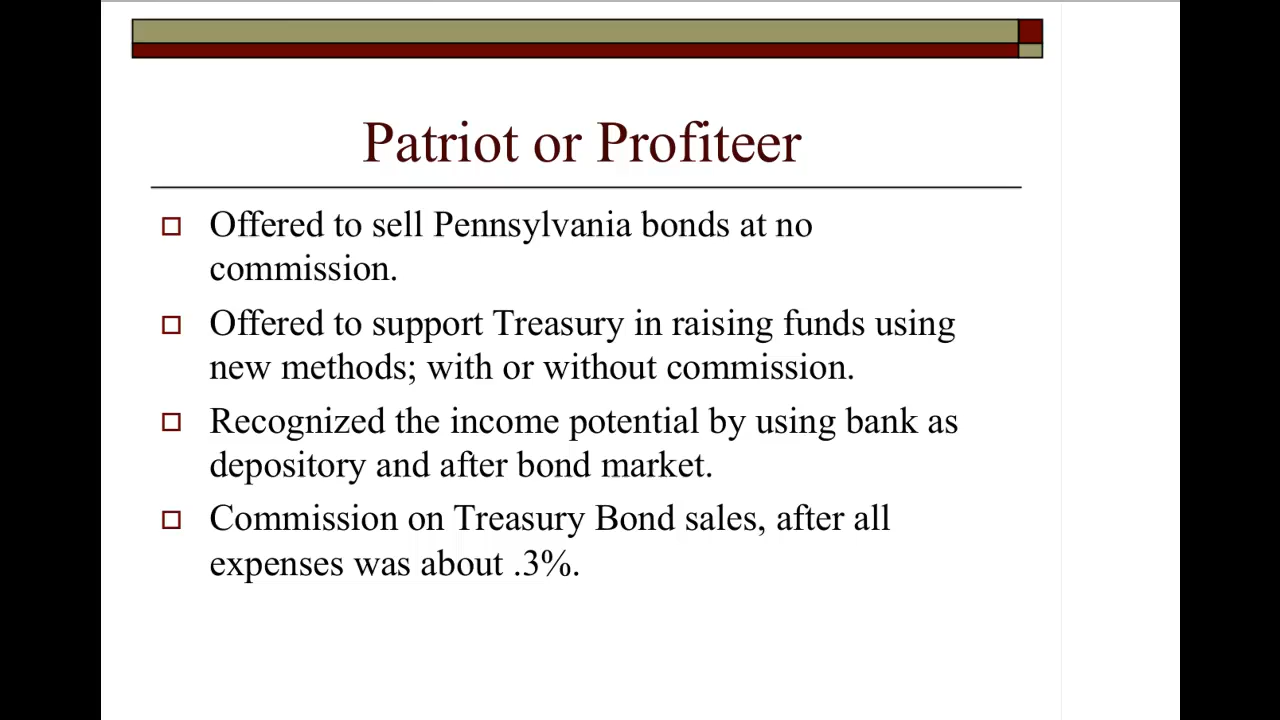 Patriot or Profiteer
Offered to sell Pennsylvania bonds at no
commission.
Offered to support Treasury in raising funds using
new methods; with or without commission.
Recognized the income potential by using bank as
depository and after bond market.
Commission on Treasury Bond sales, after all
expenses was about .3%.